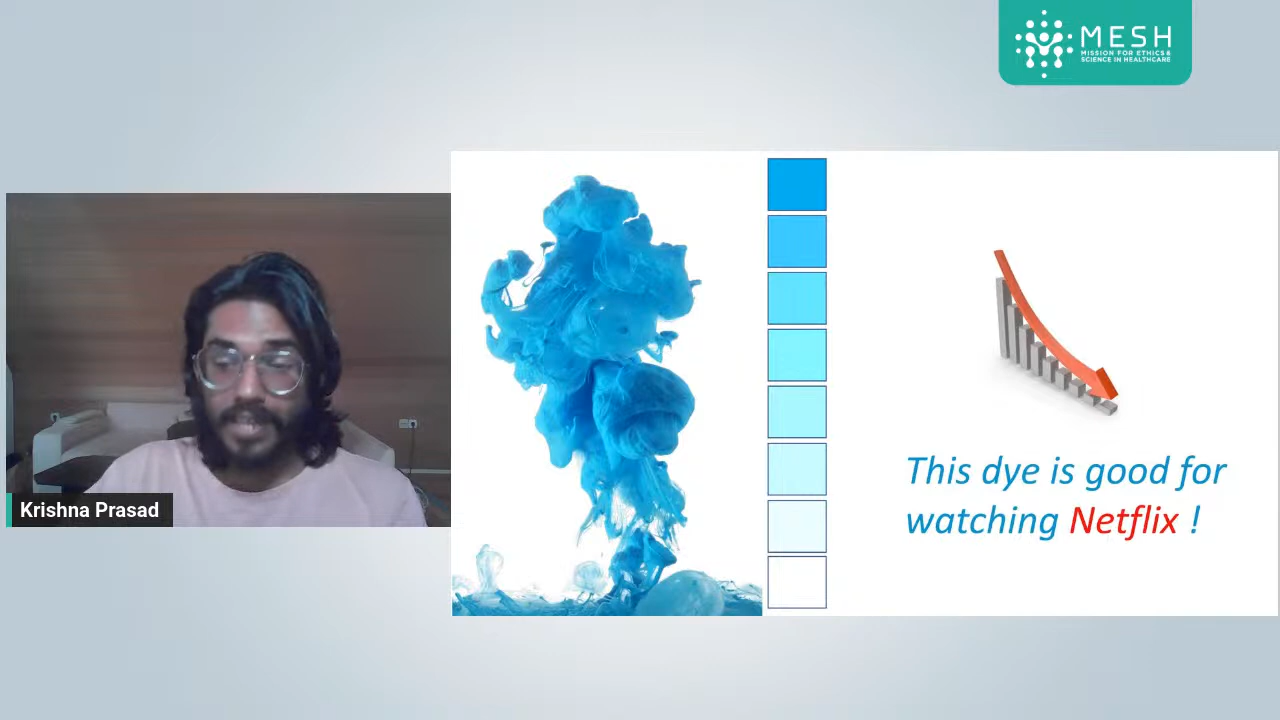 MESH
MISSION FOR ETHICS &
SCIENCE IN HEALTHCARE
Krishna Prasad
This dye is good for
watching Netflix !